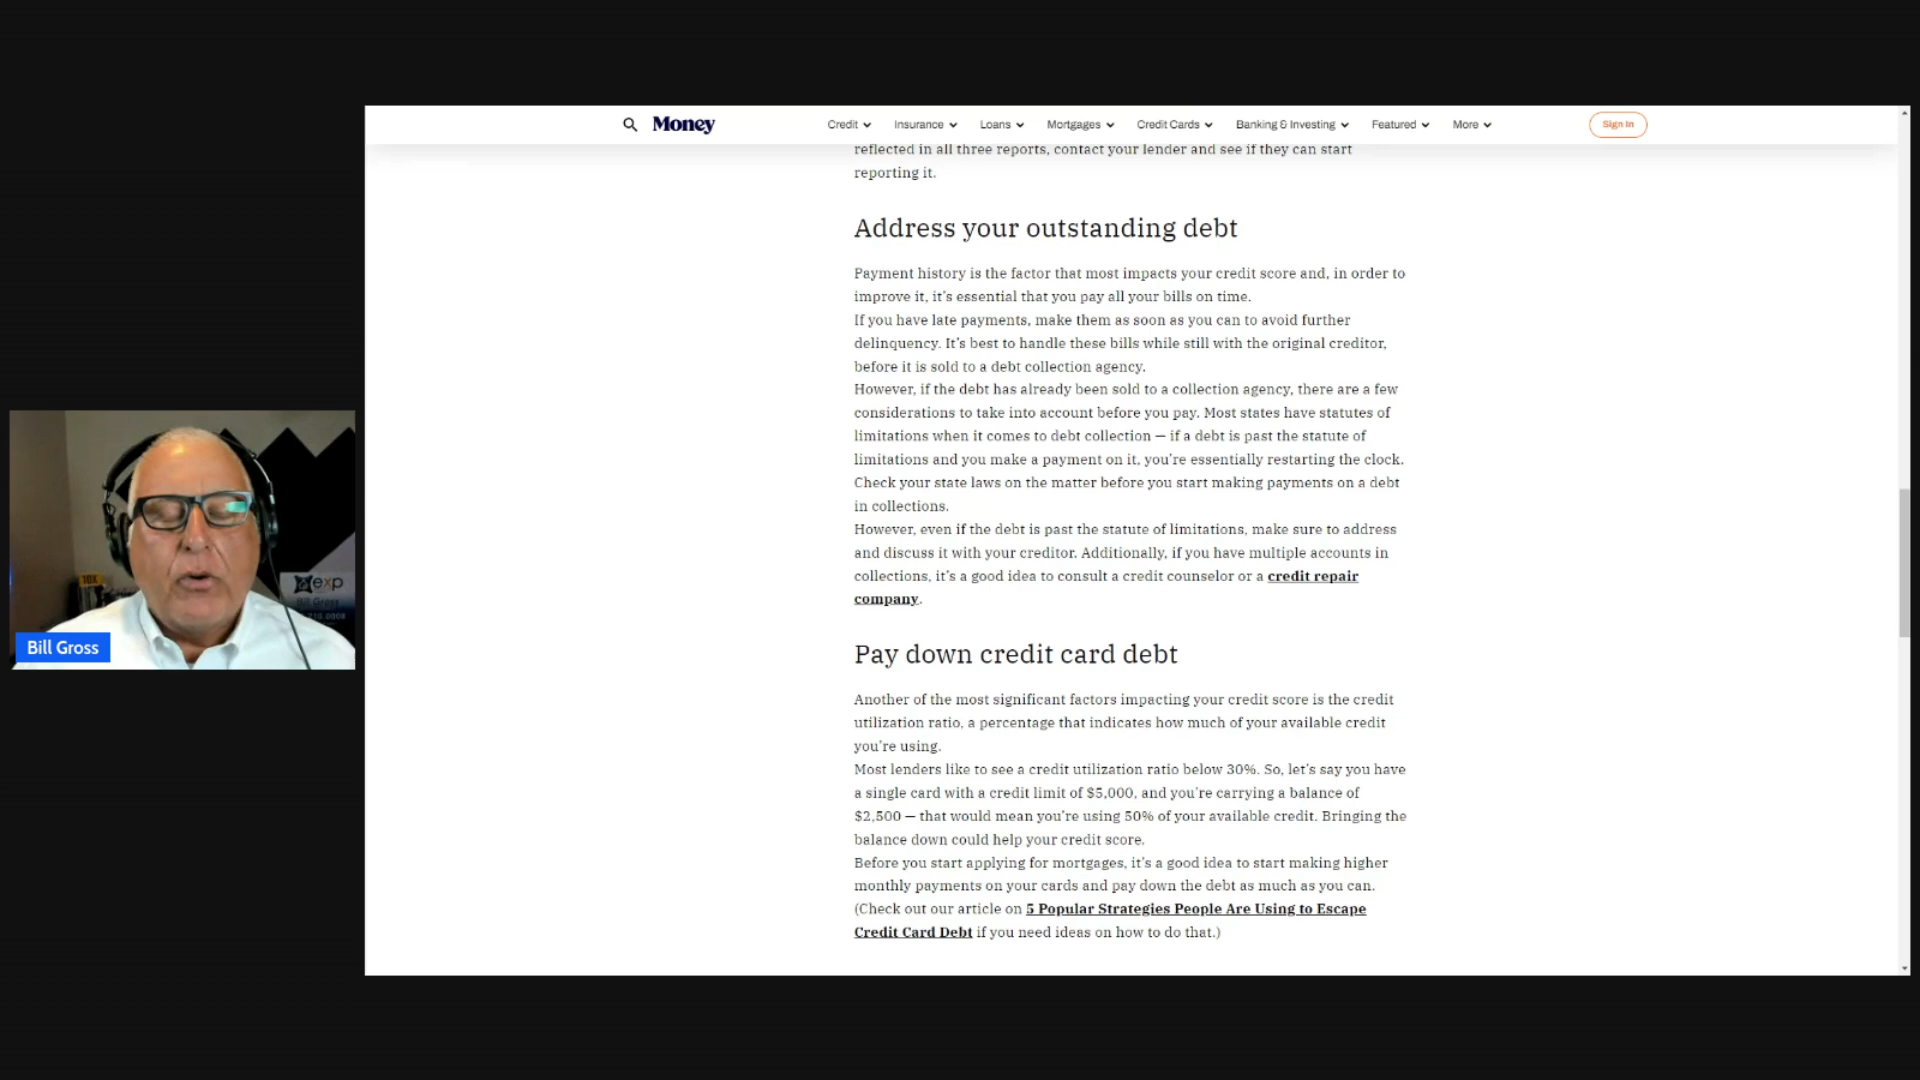 Money
Credit
Insurance
Loans
Mortgages
Credit Cards
Banking & Investing
Featured
More
Sign In
reflected in all three reports, contact your lender and see if they can start
reporting it.
Address your outstanding debt
Payment history is the factor that most impacts your credit score and, in order to
improve it, it's essential that you pay all your bills on time.
If you have late payments, make them as soon as you can to avoid further
delinquency. It's best to handle these bills while still with the original creditor,
before it is sold to a debt collection agency.
However, if the debt has already been sold to a collection agency, there are a few
considerations to take into account before you pay. Most states have statutes of
limitations when it comes to debt collection — if a debt is past the statute of
limitations and you make a payment on it, you're essentially restarting the clock.
Check your state laws on the matter before you start making payments on a debt
in collections.
However, even if the debt is past the statute of limitations, make sure to address
and discuss it with your creditor. Additionally, if you have multiple accounts in
collections, it's a good idea to consult a credit counselor or a credit repair
company.
Pay down credit card debt
Another of the most significant factors impacting your credit score is the credit
utilization ratio, a percentage that indicates how much of your available credit
you're using.
Most lenders like to see a credit utilization ratio below 30%. So, let's say you have
a single card with a credit limit of $5,000, and you're carrying a balance of
$2,500 — that would mean you're using 50% of your available credit. Bringing the
balance down could help your credit score.
Before you start applying for mortgages, it's a good idea to start making higher
monthly payments on your cards and pay down the debt as much as you can.
(Check out our article on 5 Popular Strategies People Are Using to Escape
Credit Card Debt if you need ideas on how to do that.)
10X
exp
Bill Gross
Bill Gross